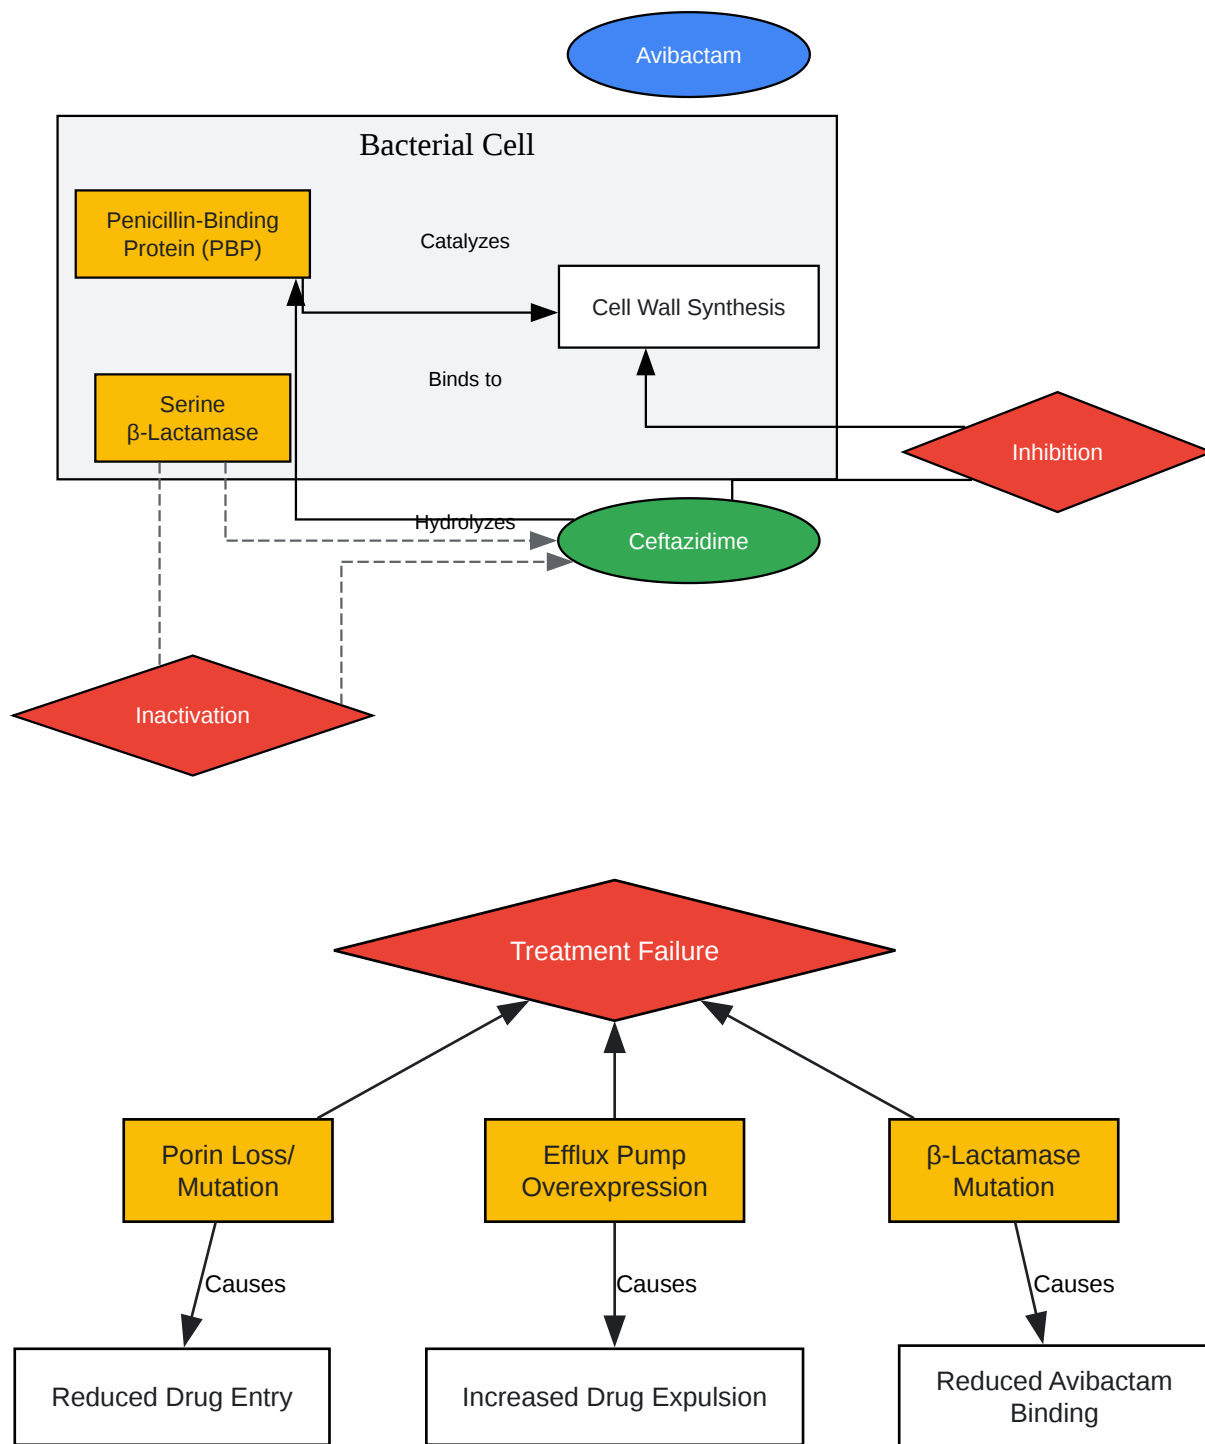 Avibactam
Bacterial Cell
Penicillin-Binding
Protein (PBP)
Catalyzes
Cell Wall Synthesis
Binds to
Serine
β-Lactamase
Inhibition
Hydrolyzes
Ceftazidime
Inactivation
Treatment Failure
Porin Loss/
Mutation
Efflux Pump
Overexpression
β-Lactamase
Mutation
Causes
Causes
Causes
Reduced Drug Entry
Increased Drug Expulsion
Reduced Avibactam
Binding